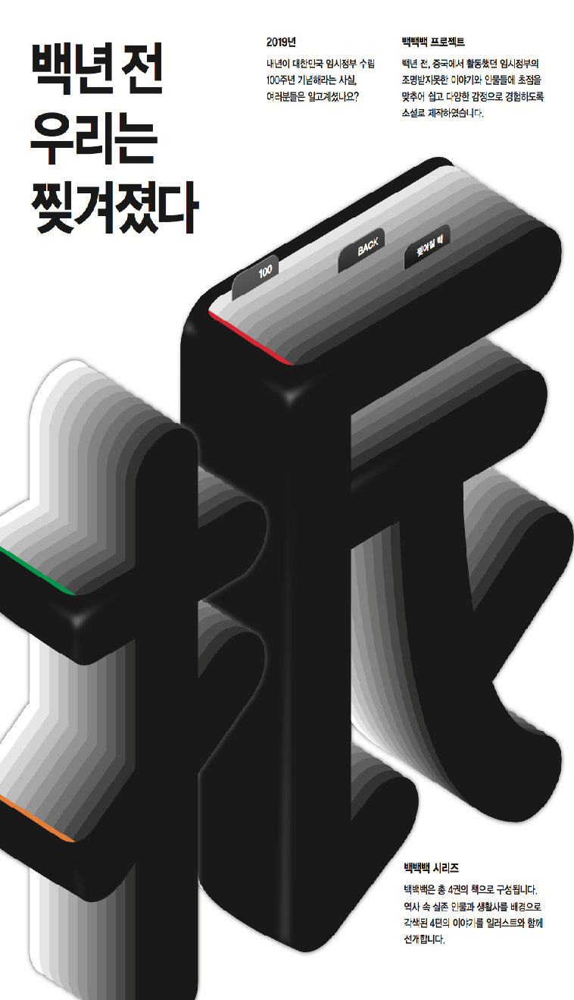 백년 전
우리는
찢겨졌다
2019년
내년이 대한민국 임시정부 수립
100주년 기념해라는 사실,
여러분들은 알고계셨나요?
백백백 프로젝트
백년 전, 중국에서 활동했던 임시정부의
조명받지못한 이야기와 인물들에 초점을
맞추어 쉽고 다양한 감정으로 경험하도록
소설로 제작하였습니다.
100
BACK
찢어질 백
백백백 시리즈
백백백은 총 4권의 책으로 구성됩니다.
역사 속 실존 인물과 생활사를 배경으로
각색된 4편의 이야기를 일러스트와 함께
전개합니다.